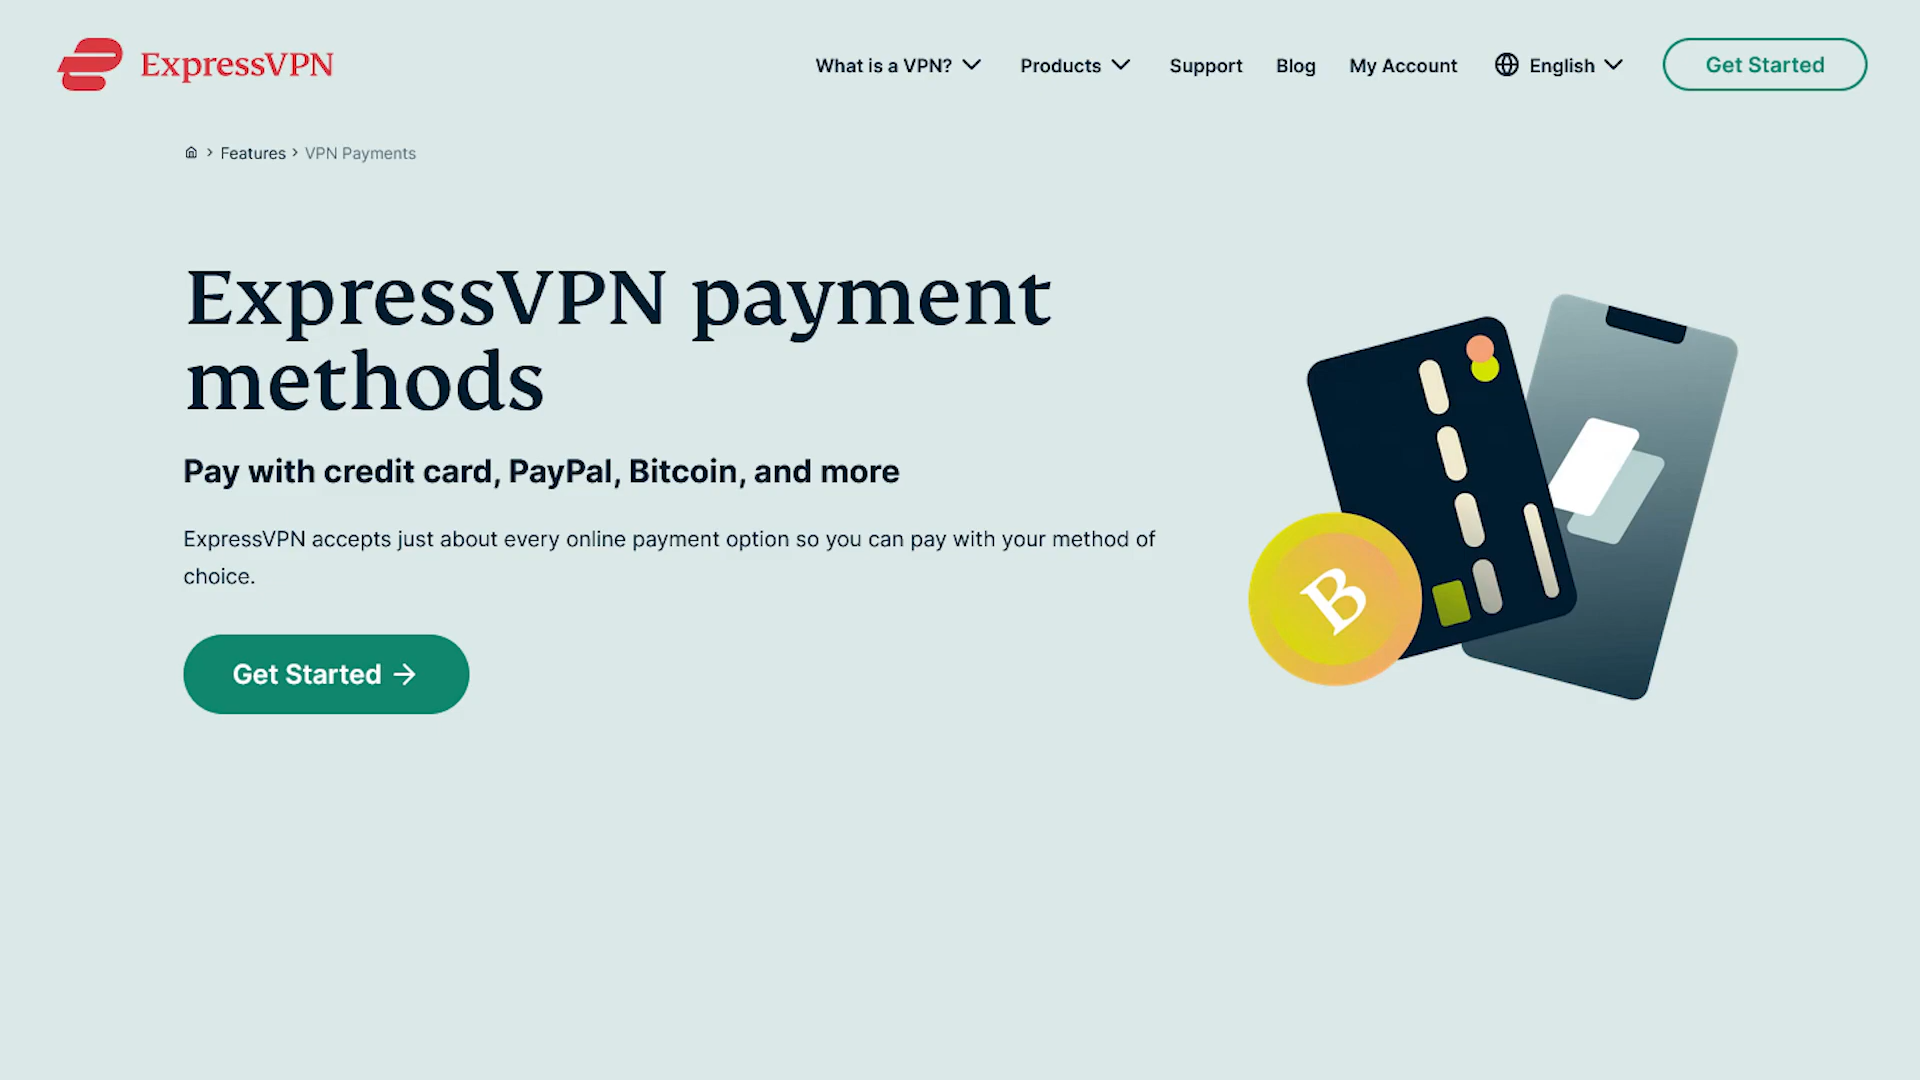 ExpressVPN
What is a VPN?
Products
Support
Blog
My Account
English
Get Started
Features
VPN Payments
ExpressVPN payment
methods
Pay with credit card, PayPal, Bitcoin, and more
ExpressVPN accepts just about every online payment option so you can pay with your method of
choice.
Get Started
B